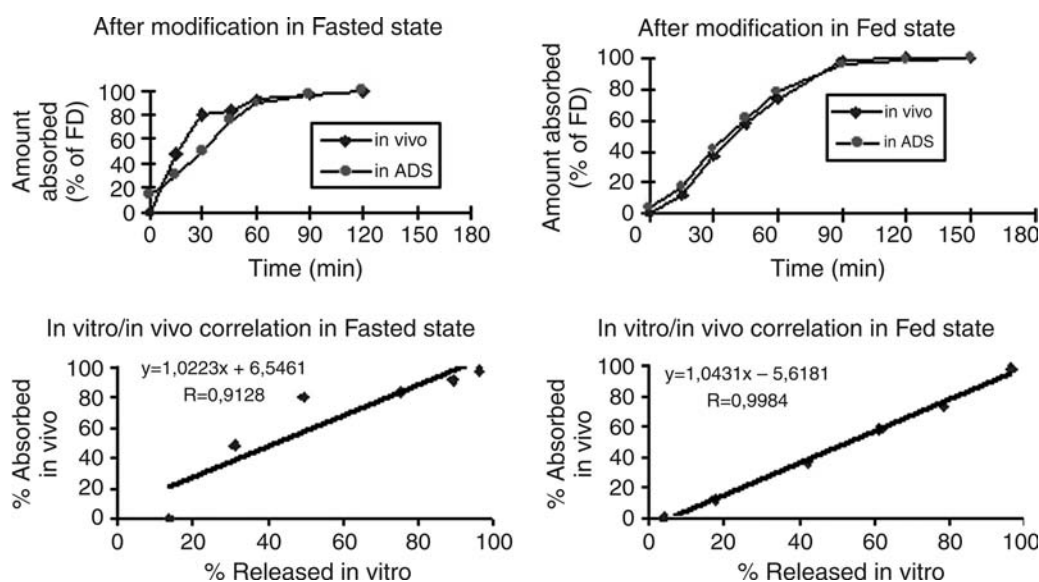 After modification in Fasted state
Amount absorbed (% of FD)
100
80
60
40
20
0
in vivo
in ADS
0 30 60 90 120 150 180
Time (min)
After modification in Fed state
Amount absorbed (% of FD)
100
80
60
40
20
0
in vivo
in ADS
0 30 60 90 120 150 180
Time (min)
In vitro/in vivo correlation in Fasted state
y=1,0223x + 6,5461
R=0,9128
% Absorbed in vivo
100
80
60
40
20
0
0 20 40 60 80 100
% Released in vitro
In vitro/in vivo correlation in Fed state
y=1,0431x – 5,6181
R=0,9984
% Absorbed in vivo
100
80
60
40
20
0
0 20 40 60 80 100
% Released in vitro